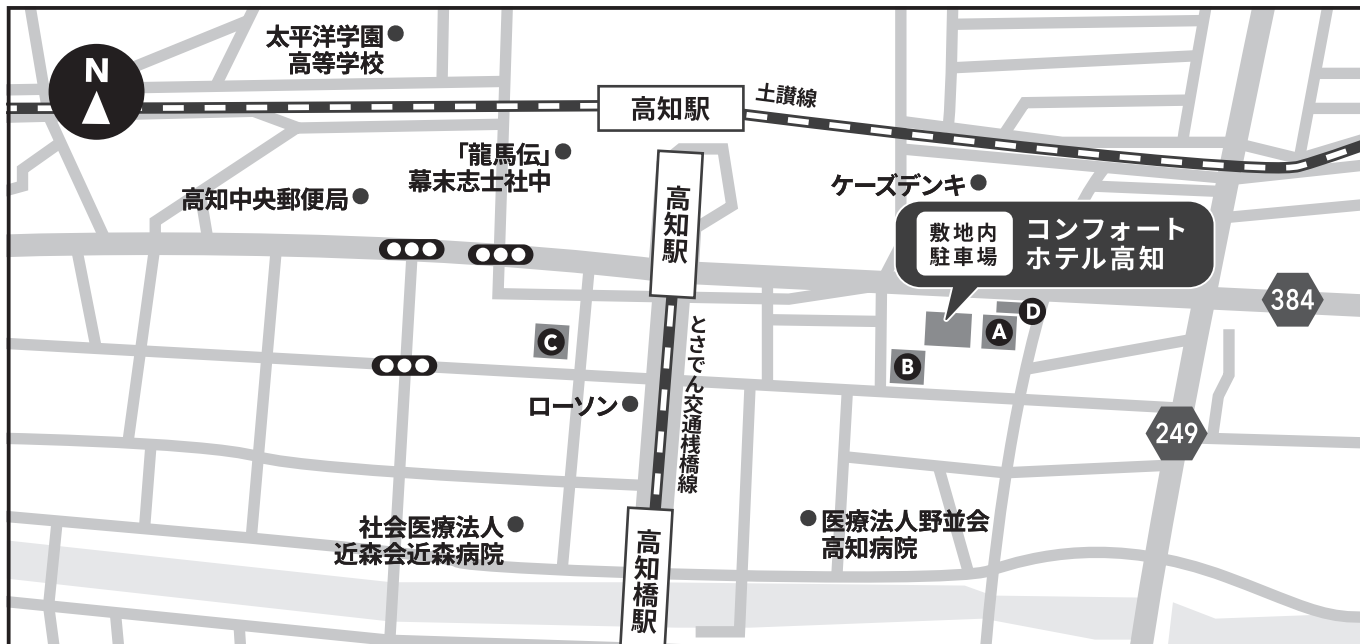 太平洋学園
高等学校
N
高知駅
土讃線
「龍馬伝」
幕末志士社中
高知中央郵便局
高知駅
ケーズデンキ
敷地内
駐車場
コンフォート
ホテル高知
384
D
A
B
C
とさでん交通桟橋線
ローソン
249
社会医療法人
近森会近森病院
医療法人野並会
高知病院
高知橋駅